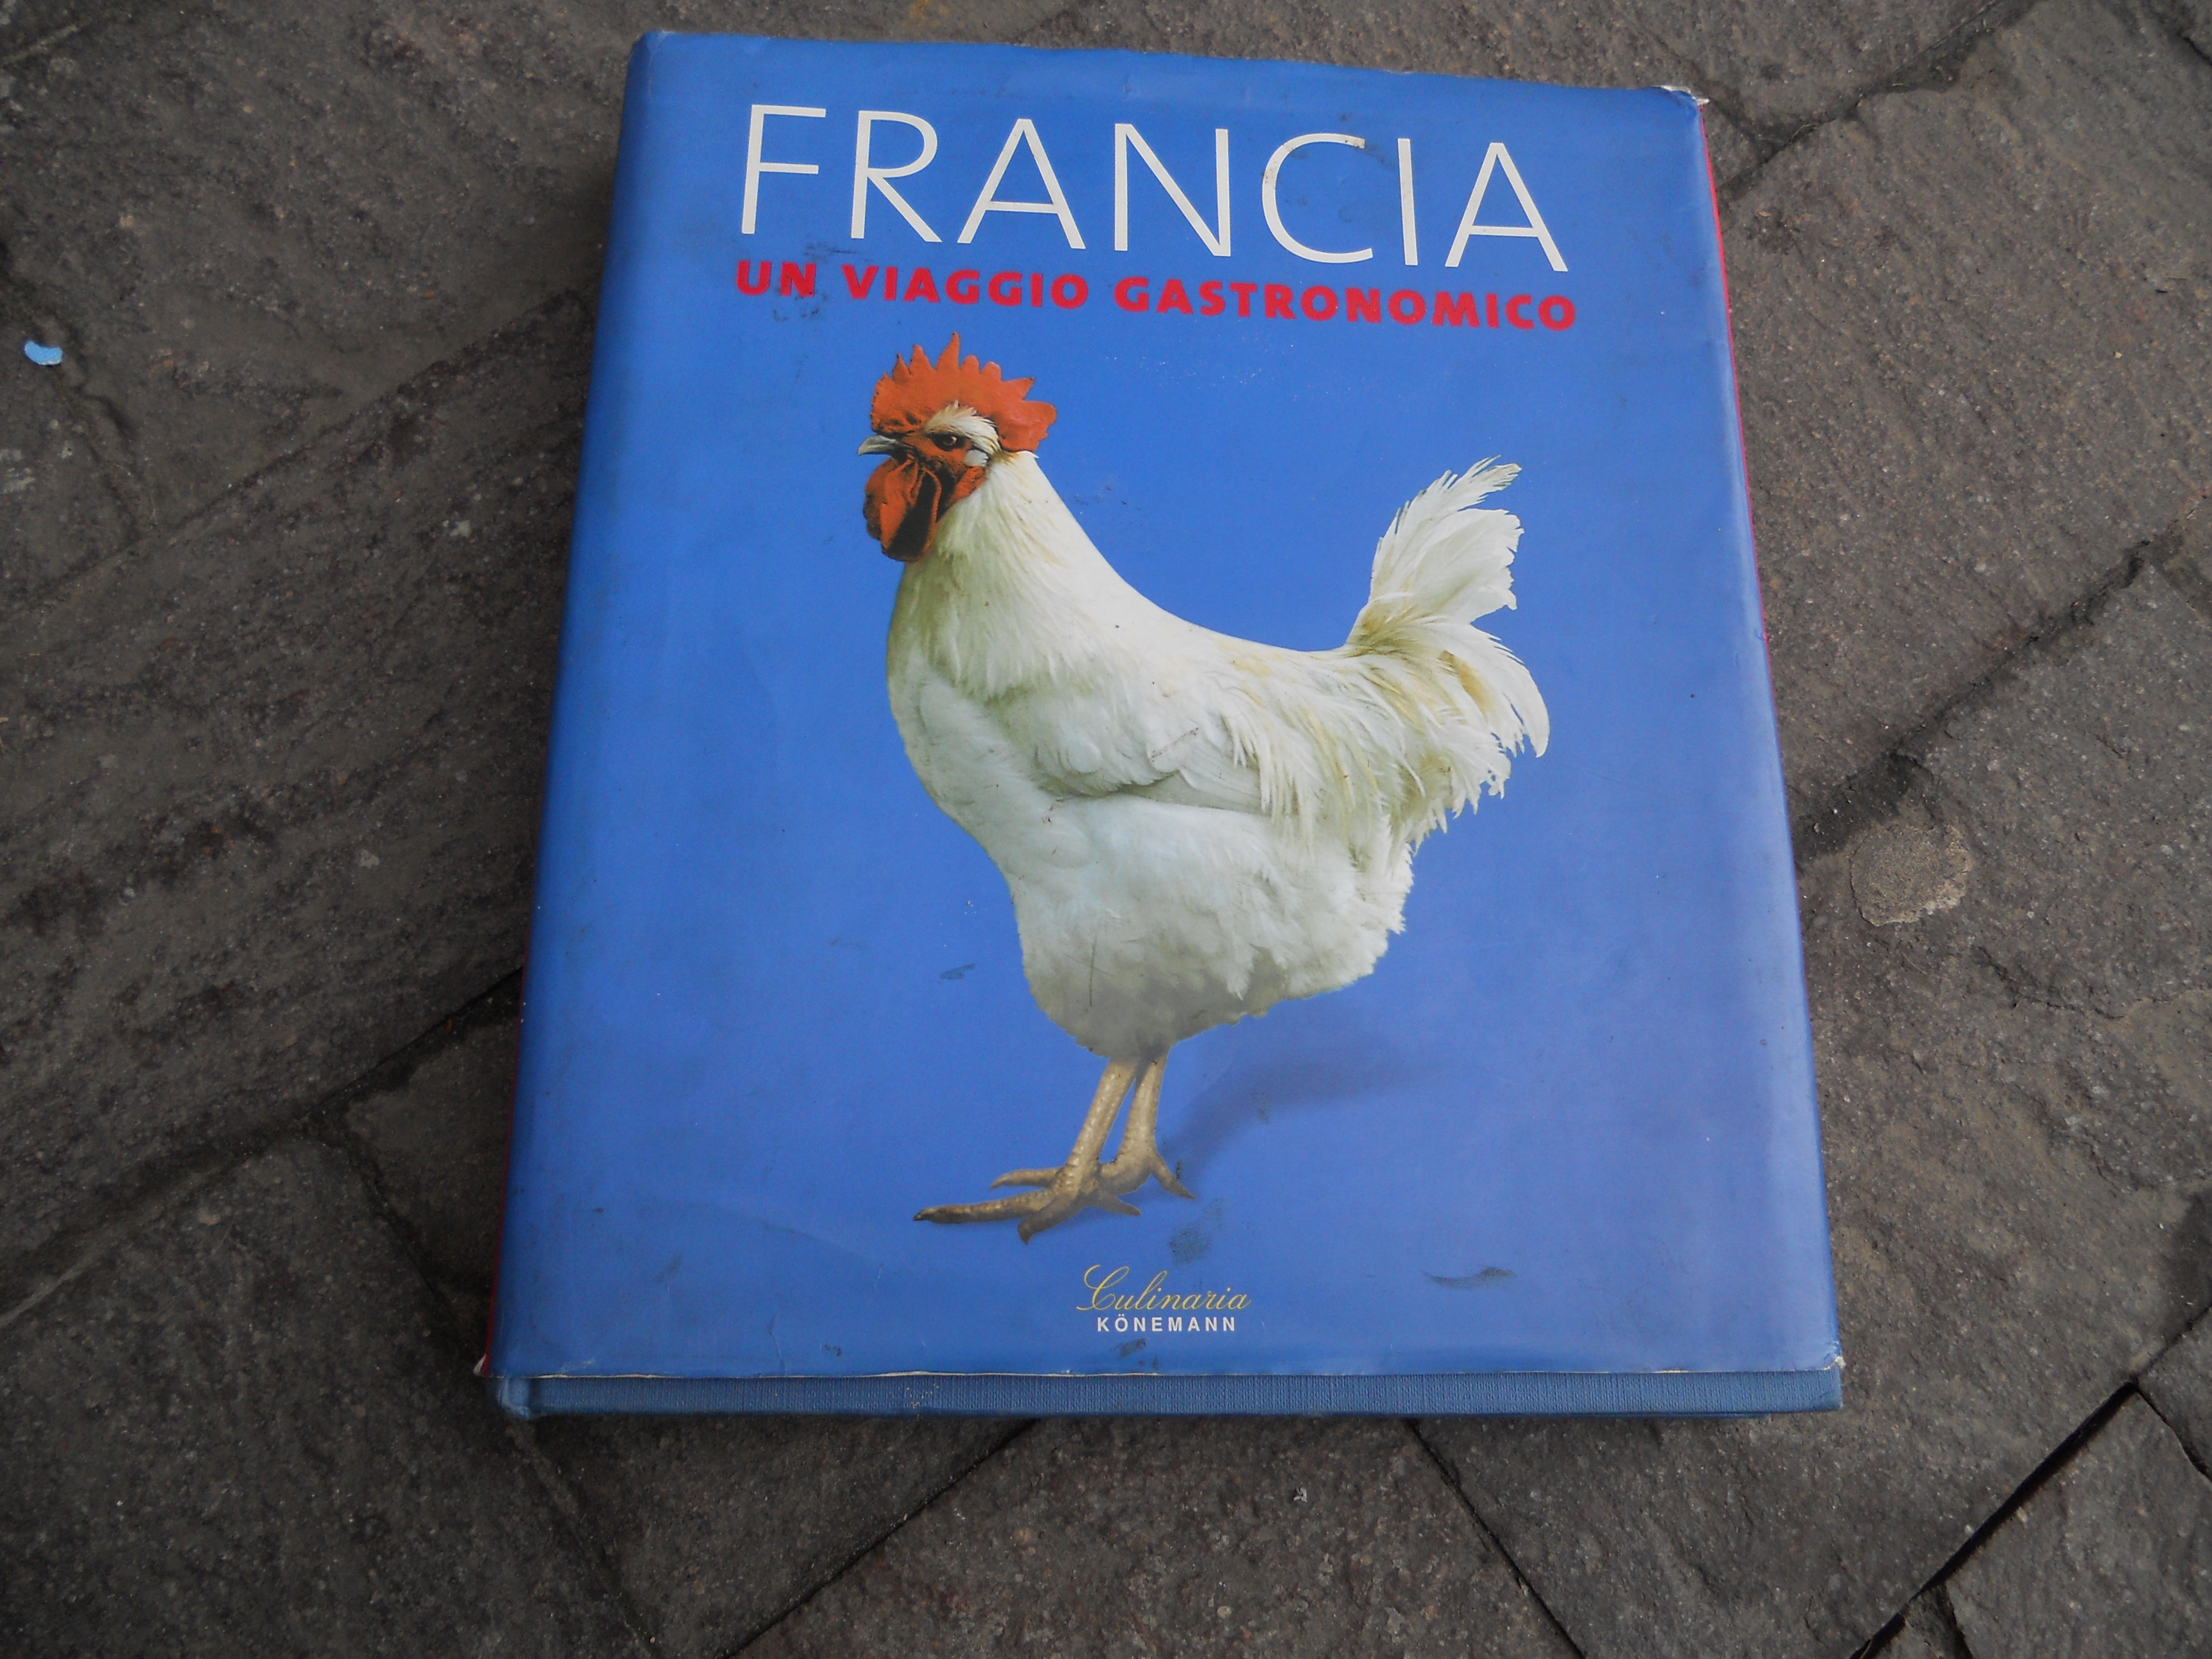 FRANCIA
UN VIAGGIO GASTRONOMICO
Culinaria
KÖNEMANN